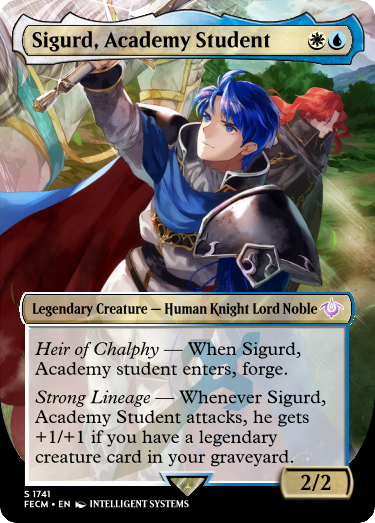 Sigurd, Academy Student
Legendary Creature — Human Knight Lord Noble
Heir of Chalphy — When Sigurd,
Academy student enters, forge.
Strong Lineage — Whenever Sigurd,
Academy Student attacks, he gets
+1/+1 if you have a legendary
creature card in your graveyard.
2/2
S 1741
FECM • EN INTELLIGENT SYSTEMS